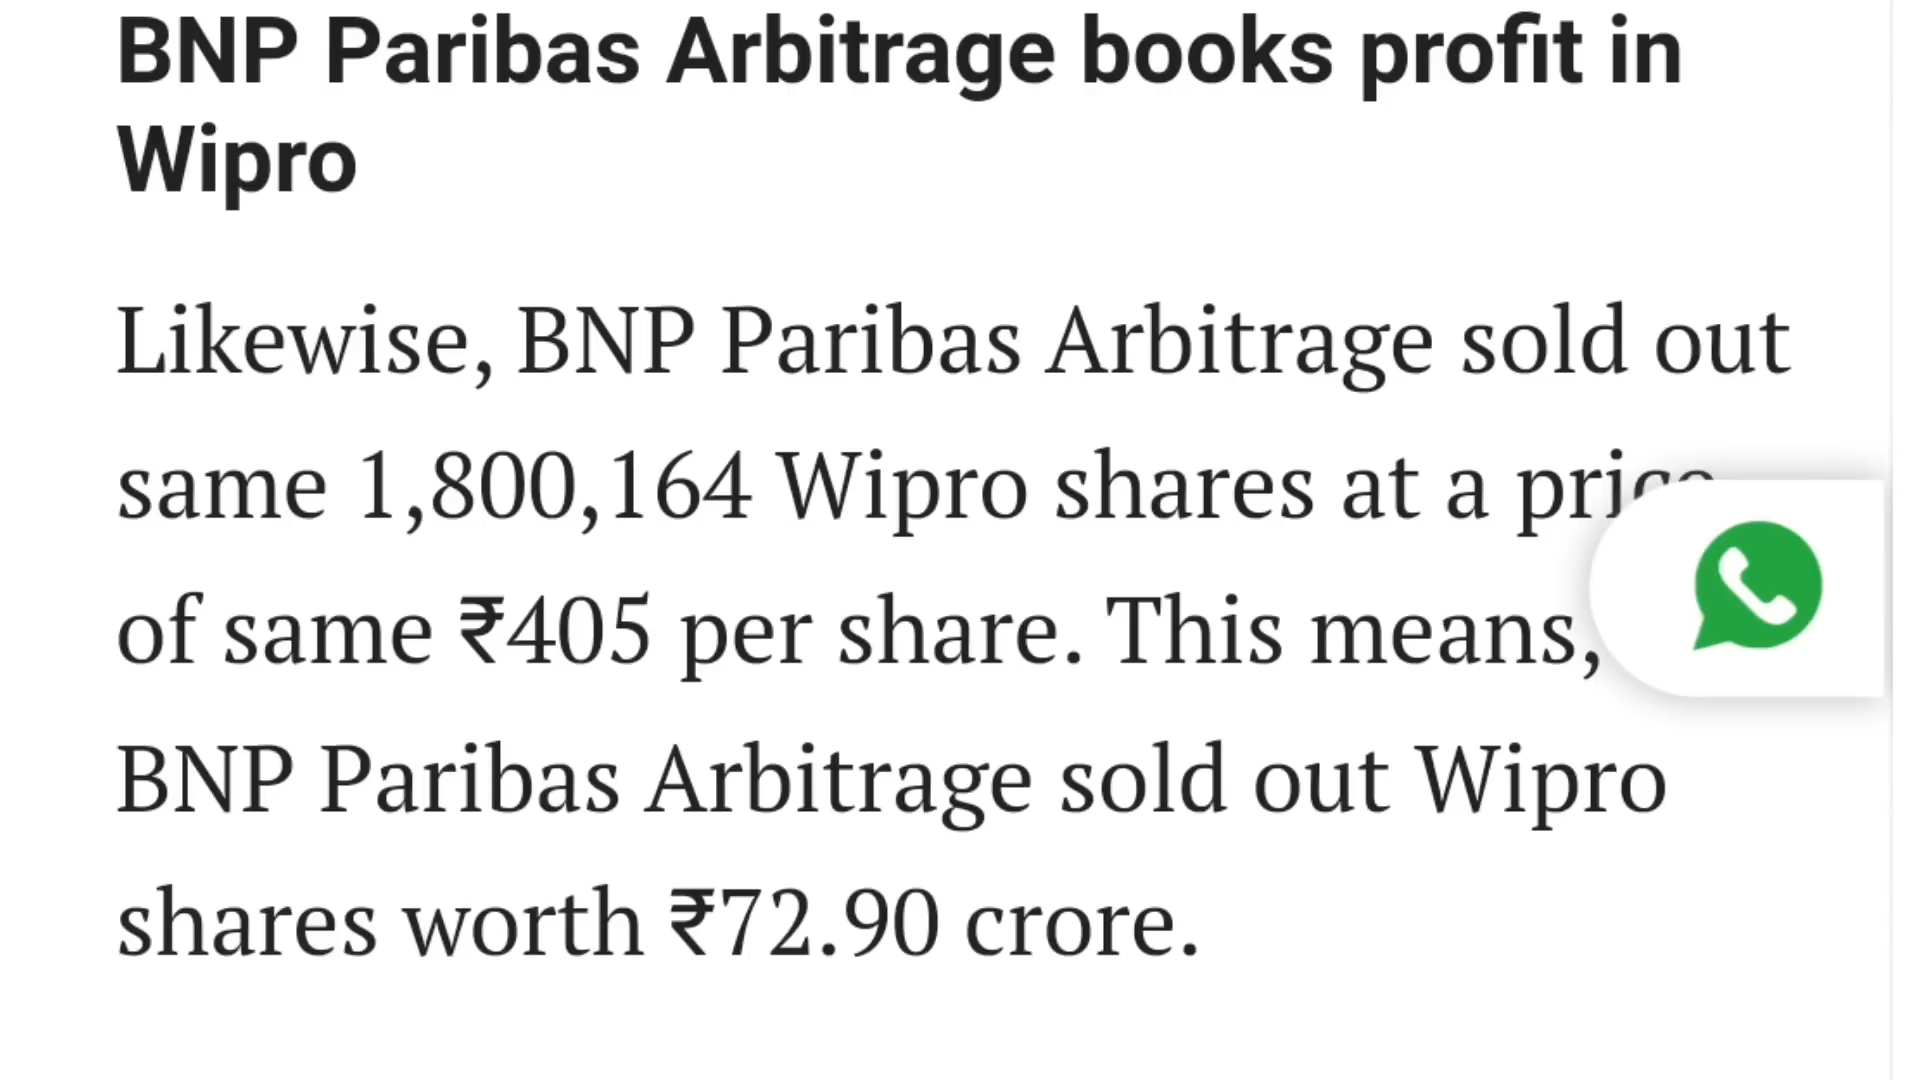 BNP Paribas Arbitrage books profit in
Wipro
Likewise, BNP Paribas Arbitrage sold out
same 1,800,164 Wipro shares at a price
of same ₹405 per share. This means,
BNP Paribas Arbitrage sold out Wipro
shares worth ₹72.90 crore.